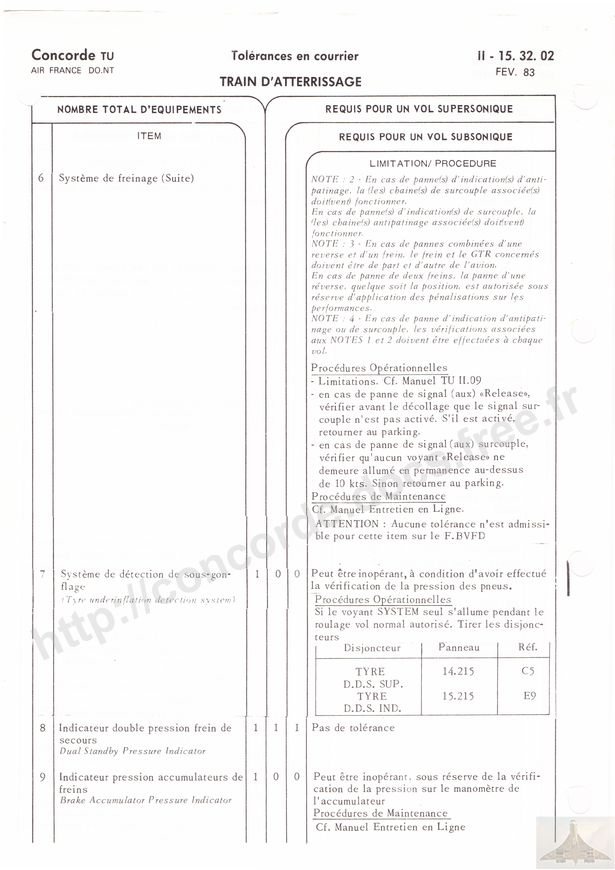 Concorde TU
AIR FRANCE DO.NT
Tolérances en courrier
II - 15. 32. 02
FEV. 83
TRAIN D'ATTERRISSAGE
NOMBRE TOTAL D'EQUIPEMENTS
REQUIS POUR UN VOL SUPERSONIQUE
ITEM
REQUIS POUR UN VOL SUBSONIQUE
LIMITATION/ PROCEDURE
6 Système de freinage (Suite)
NOTE : 2 - En cas de panne(s) d'indication(s) d'anti-
patinage, la (les) chaine(s) de surcouple associée(s)
doit(vent) fonctionner.
En cas de panne(s) d'indication(s) de surcouple, la
(les) chaine(s) antipatinage associée(s) doit(vent)
fonctionner.
NOTE : 3 - En cas de pannes combinées d'une
reverse et d'un frein, le frein et le GTR concernés
doivent être de part et d'autre de l'avion.
En cas de panne de deux freins, la panne d'une
réverse, quelque soit la position, est autorisée sous
réserve d'application des pénalisations sur les
performances.
NOTE : 4 - En cas de panne d'indication d'antipati-
nage ou de surcouple, les vérifications associées
aux NOTES 1 et 2 doivent être effectuées à chaque
vol.
Procédures Opérationnelles
- Limitations. Cf. Manuel TU II.09
- en cas de panne de signal (aux) «Release»,
vérifier avant le décollage que le signal sur-
couple n'est pas activé. S'il est activé,
retourner au parking.
- en cas de panne de signal (aux) surcouple,
vérifier qu'aucun voyant «Release» ne
demeure allumé en permanence au-dessus
de 10 kts. Sinon retourner au parking.
Procédures de Maintenance
Cf. Manuel Entretien en Ligne.
ATTENTION : Aucune tolérance n'est admissi-
ble pour cette item sur le F.BVFD
7 Système de détection de sous-gon- 1 0 0 Peut être inopérant, à condition d'avoir effectué
flage la vérification de la pression des pneus.
(Tyre underinflation detection system) Procédures Opérationnelles
Si le voyant SYSTEM seul s'allume pendant le
roulage vol normal autorisé. Tirer les disjonc-
teurs
Disjoncteur Panneau Réf.
TYRE 14.215 C5
D.D.S. SUP.
TYRE 15.215 E9
D.D.S. IND.
8 Indicateur double pression frein de 1 1 1 Pas de tolérance
secours
Dual Standby Pressure Indicator
9 Indicateur pression accumulateurs de 1 0 0 Peut être inopérant, sous réserve de la vérifi-
freins cation de la pression sur le manomètre de
Brake Accumulator Pressure Indicator l'accumulateur
Procédures de Maintenance
Cf. Manuel Entretien en Ligne
http://concorde.docs.free.fr